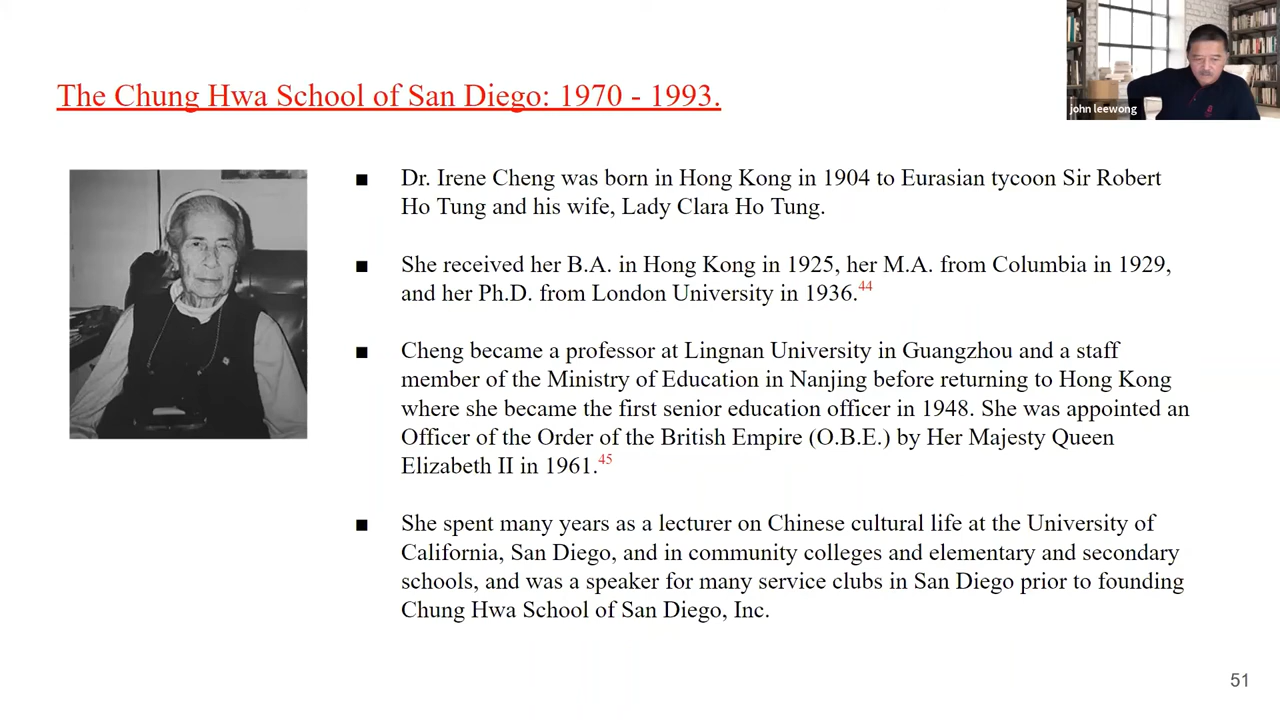 The Chung Hwa School of San Diego: 1970 - 1993.
john leewong
■ Dr. Irene Cheng was born in Hong Kong in 1904 to Eurasian tycoon Sir Robert
Ho Tung and his wife, Lady Clara Ho Tung.
■ She received her B.A. in Hong Kong in 1925, her M.A. from Columbia in 1929,
and her Ph.D. from London University in 1936.44
■ Cheng became a professor at Lingnan University in Guangzhou and a staff
member of the Ministry of Education in Nanjing before returning to Hong Kong
where she became the first senior education officer in 1948. She was appointed an
Officer of the Order of the British Empire (O.B.E.) by Her Majesty Queen
Elizabeth II in 1961.45
■ She spent many years as a lecturer on Chinese cultural life at the University of
California, San Diego, and in community colleges and elementary and secondary
schools, and was a speaker for many service clubs in San Diego prior to founding
Chung Hwa School of San Diego, Inc.
51